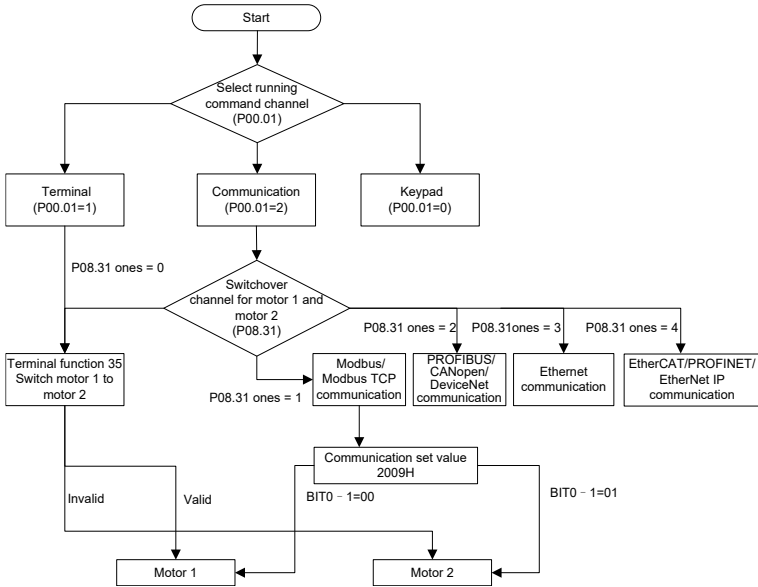 Start
Select running
command channel
(P00.01)
Terminal
(P00.01=1)
Communication
(P00.01=2)
Keypad
(P00.01=0)
P08.31 ones = 0
Switchover
channel for motor 1 and
motor 2
(P08.31)
P08.31 ones = 2
P08.31ones = 3
P08.31 ones = 4
Terminal function 35
Switch motor 1 to
motor 2
P08.31 ones = 1
Modbus/
Modbus TCP
communication
PROFIBUS/
CANopen/
DeviceNet
communication
Ethernet
communication
EtherCAT/PROFINET/
EtherNet IP
communication
Communication set value
2009H
Invalid
Valid
BIT0–1=00
BIT0–1=01
Motor 1
Motor 2